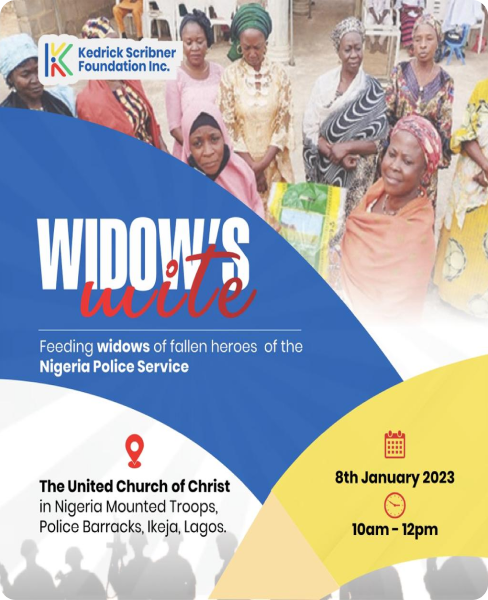 Kedrick Scribner
Foundation Inc.
WIDOW'S
mite
Feeding widows of fallen heroes of the
Nigeria Police Service
The United Church of Christ
in Nigeria Mounted Troops,
Police Barracks, Ikeja, Lagos.
8th January 2023
10am - 12pm